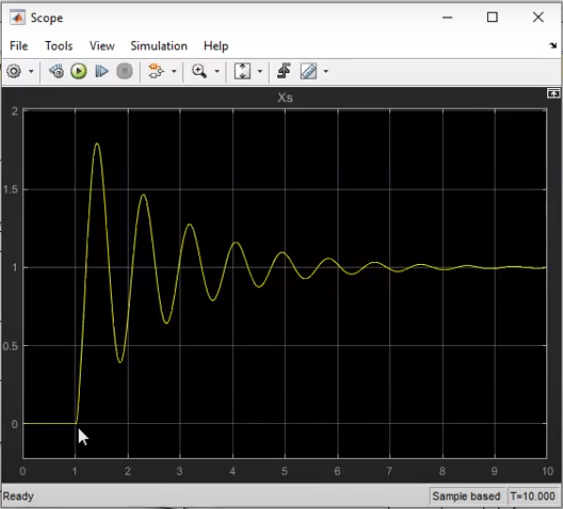 Scope
File Tools View Simulation Help
Xs
2
1.5
1
0.5
0
0 1 2 3 4 5 6 7 8 9 10
Ready Sample based T=10.000